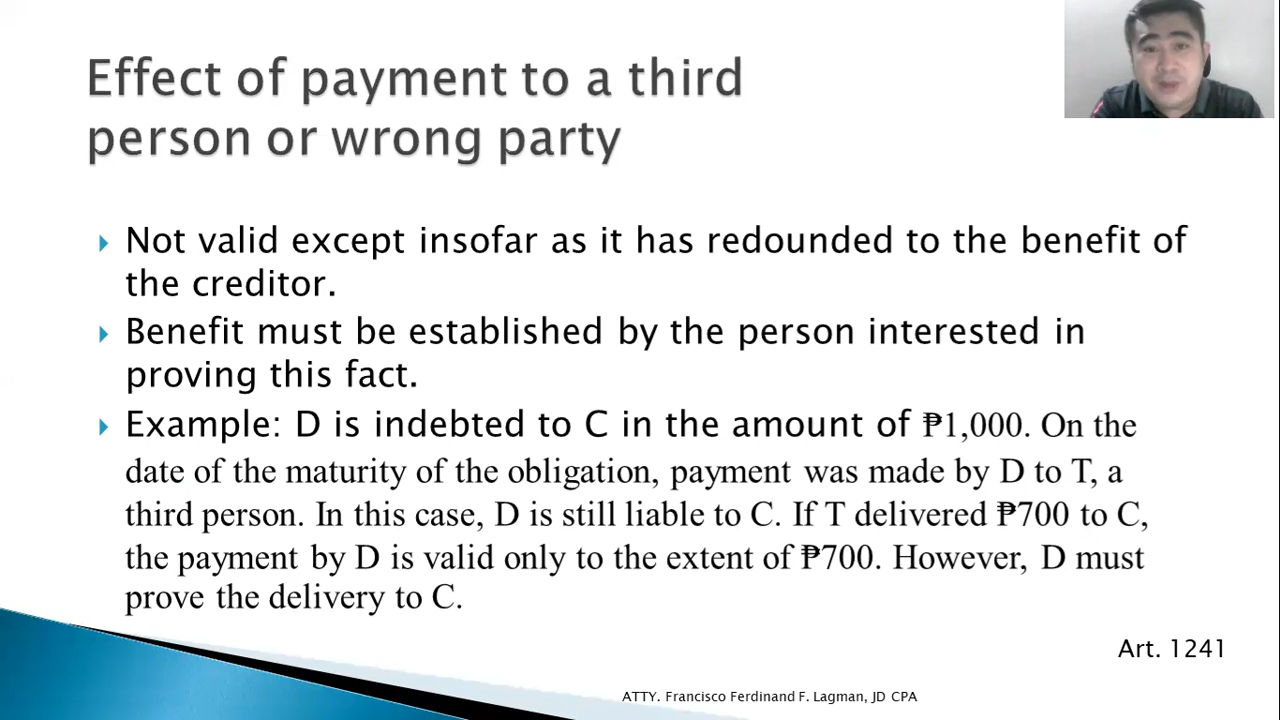 Effect of payment to a third
person or wrong party
Not valid except insofar as it has redounded to the benefit of
the creditor.
Benefit must be established by the person interested in
proving this fact.
Example: D is indebted to C in the amount of ₱1,000. On the
date of the maturity of the obligation, payment was made by D to T, a
third person. In this case, D is still liable to C. If T delivered ₱700 to C,
the payment by D is valid only to the extent of ₱700. However, D must
prove the delivery to C.
Art. 1241
ATTY. Francisco Ferdinand F. Lagman, JD CPA